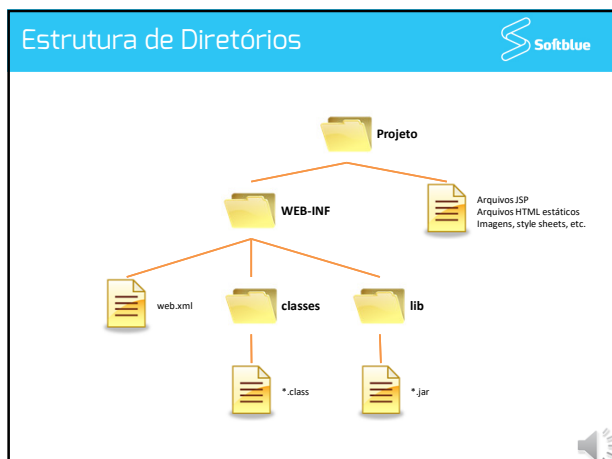 Estrutura de Diretórios
Softblue
Projeto
WEB-INF
Arquivos JSP
Arquivos HTML estáticos
Imagens, style sheets, etc.
web.xml
classes
lib
*.class
*.jar